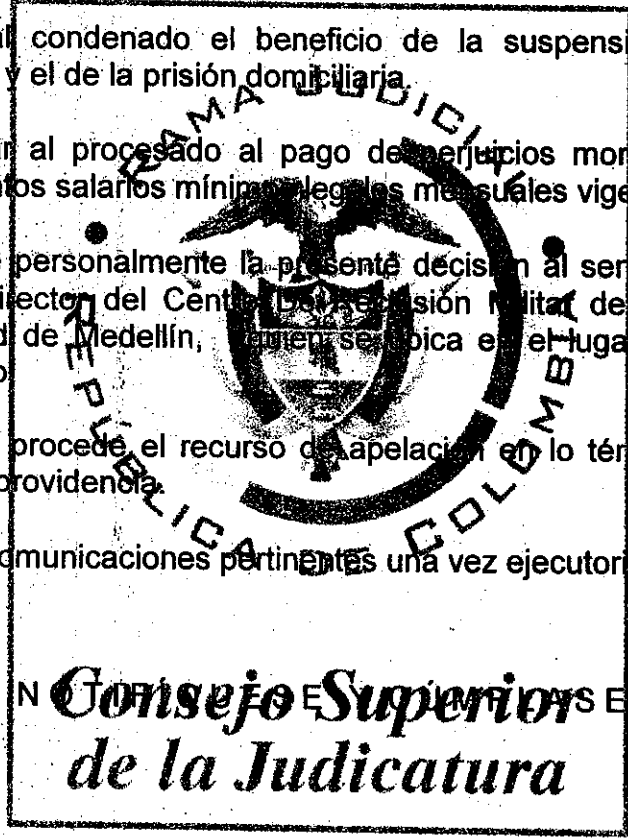 al condenado el beneficio de la suspensi
y el de la prisión domiciliaria
RAMA JUDICIAL
r al procesado al pago de perjuicios mor
tos salarios mínimos legales mensuales vige
personalmente la presente decisión al ser
irector del Centro De Reclusión Militar de
d de Medellín, quien se ubica en el luga
REPÚBLICA DE COLOMBIA
procede el recurso de apelación en lo tér
providencia.
omunicaciones pertinentes una vez ejecutori
NOTIFÍQUESE Y CÚMPLASE
Consejo Superior
de la Judicatura